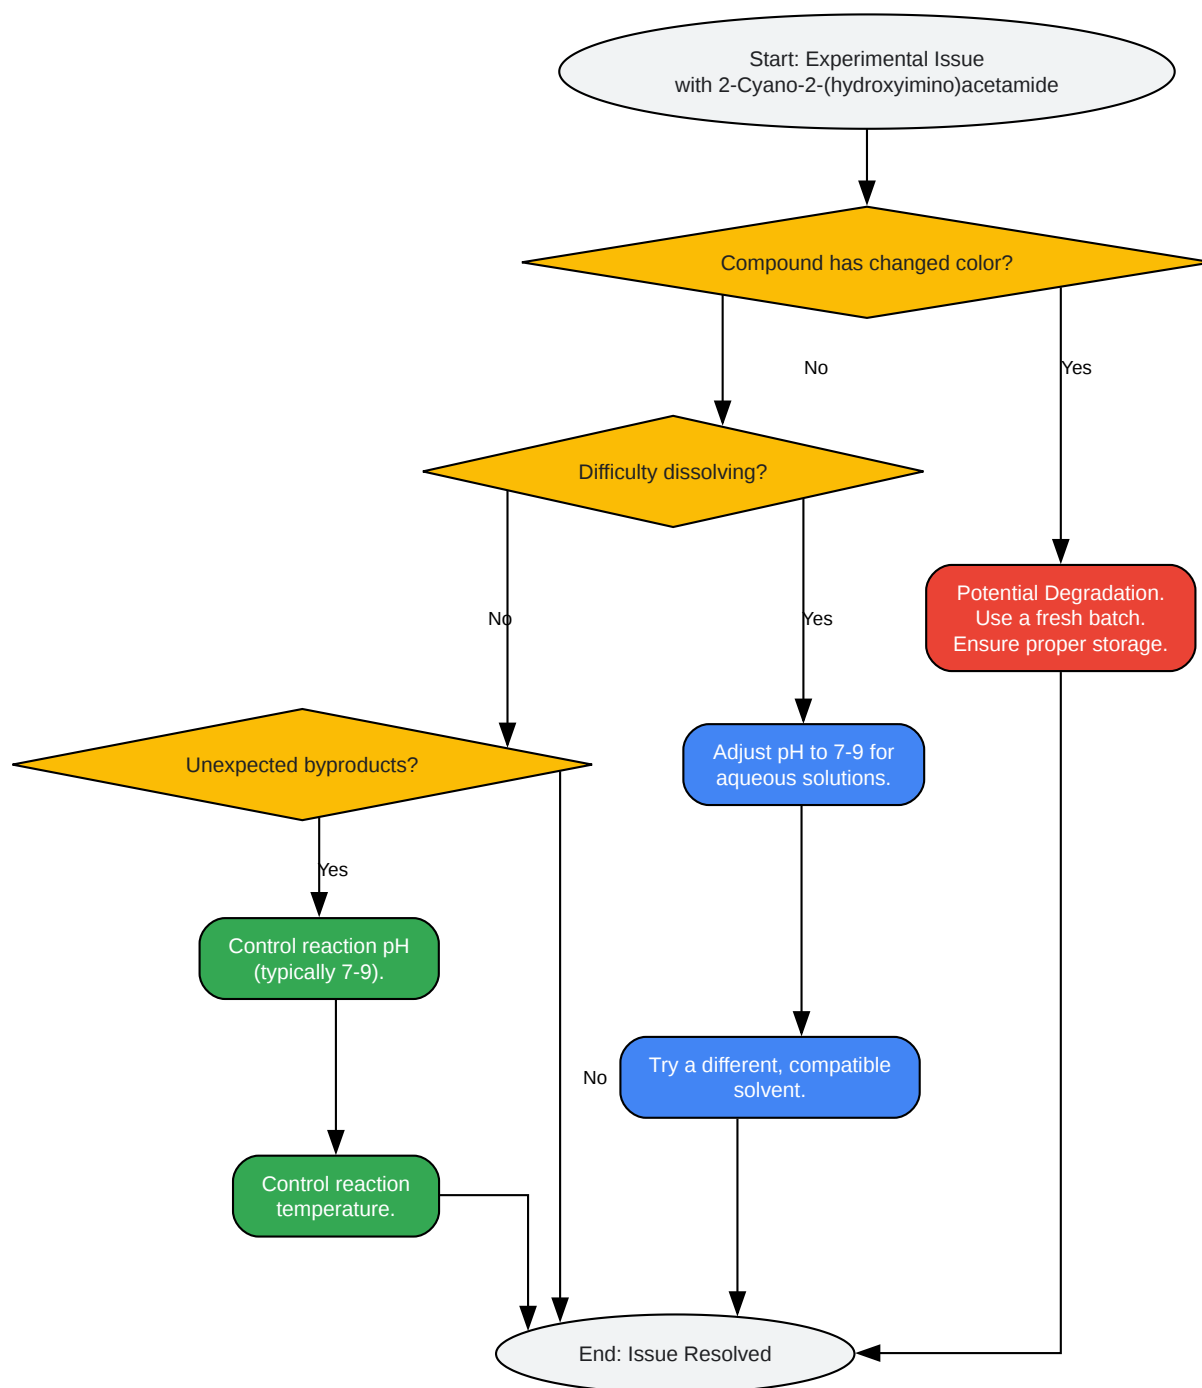 Start: Experimental Issue
with 2-Cyano-2-(hydroxyimino)acetamide
Compound has changed color?
No
Yes
Difficulty dissolving?
No
Yes
Potential Degradation.
Use a fresh batch.
Ensure proper storage.
Unexpected byproducts?
Adjust pH to 7-9 for
aqueous solutions.
Yes
Control reaction pH
(typically 7-9).
No
Try a different, compatible
solvent.
Control reaction
temperature.
End: Issue Resolved